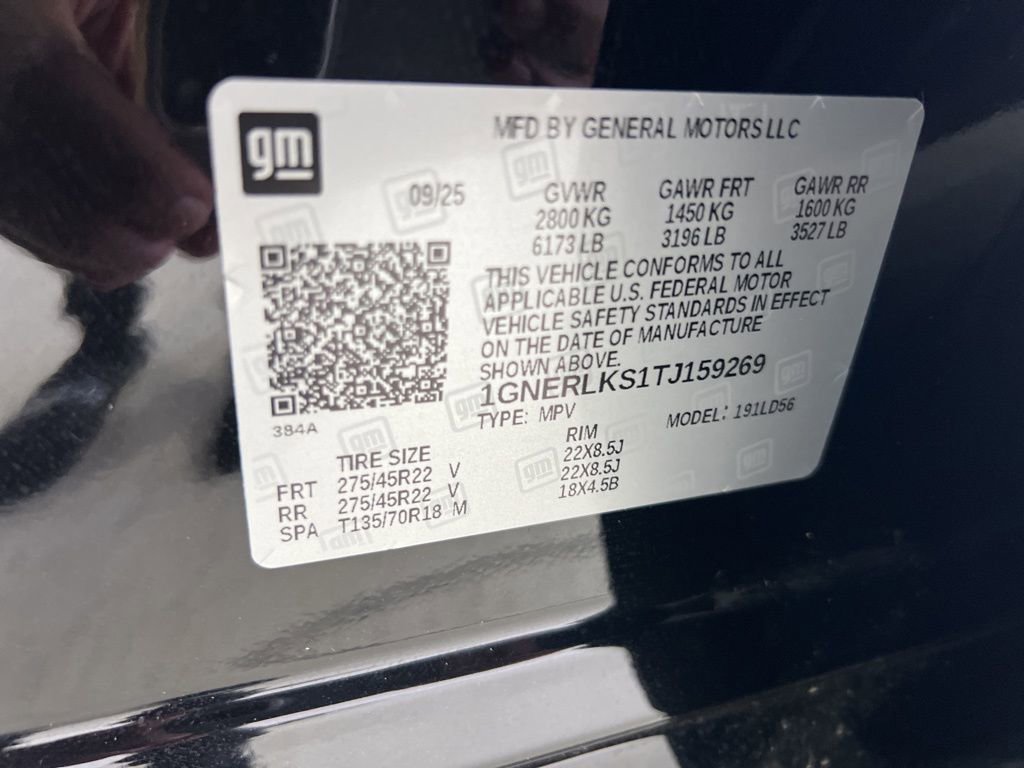 gm
MFD BY GENERAL MOTORS LLC
09/25 GVWR GAWR FRT GAWR RR
2800 KG 1450 KG 1600 KG
6173 LB 3196 LB 3527 LB
THIS VEHICLE CONFORMS TO ALL
APPLICABLE U.S. FEDERAL MOTOR
VEHICLE SAFETY STANDARDS IN EFFECT
ON THE DATE OF MANUFACTURE
SHOWN ABOVE.
1GNERLKS1TJ159269
TYPE: MPV MODEL: 191LD56
384A
TIRE SIZE RIM
FRT 275/45R22 V 22X8.5J
RR 275/45R22 V 22X8.5J
SPA T135/70R18 M 18X4.5B